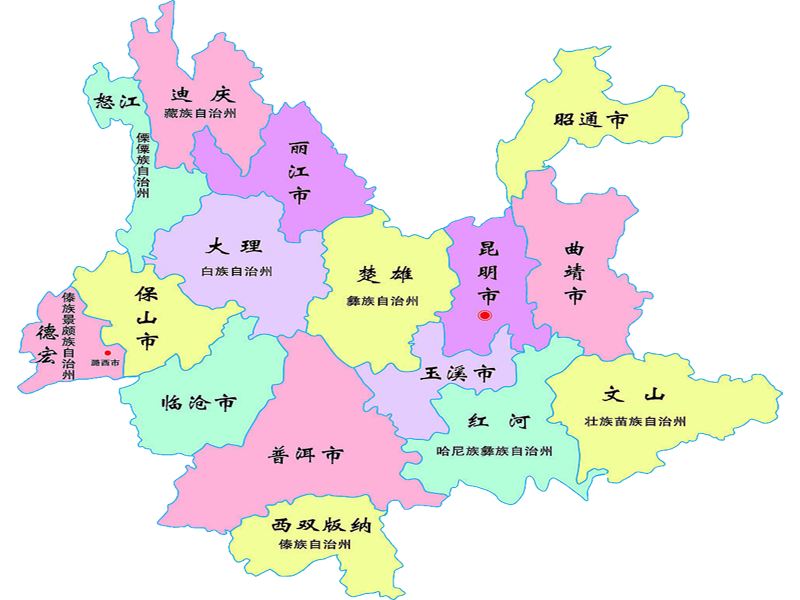 迪庆
藏族自治州
怒江
傈僳族自治州
昭通市
丽江市
大理
白族自治州
楚雄
彝族自治州
昆明市
曲靖市
保山市
德宏
傣族景颇族自治州
潞西市
临沧市
玉溪市
红河
哈尼族彝族自治州
文山
壮族苗族自治州
普洱市
西双版纳
傣族自治州